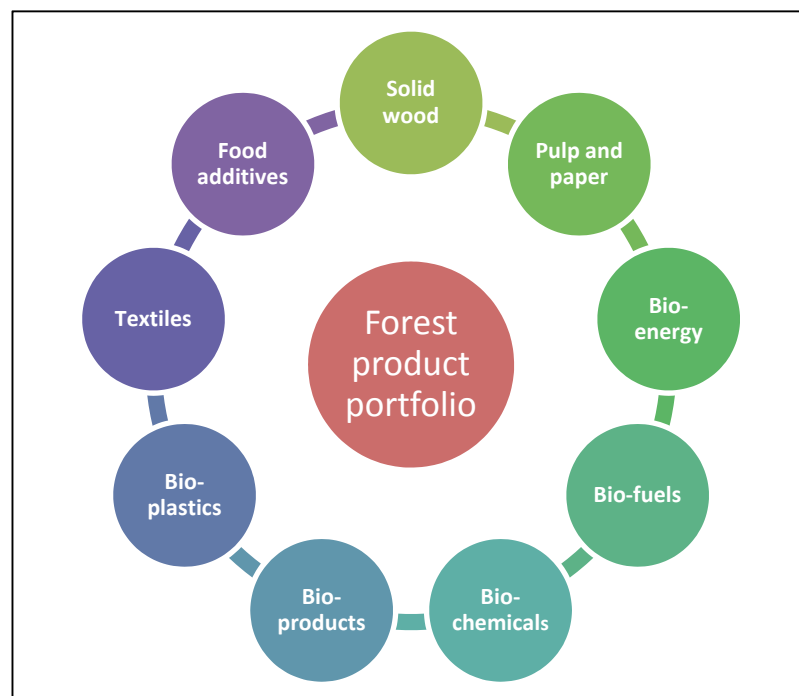 Solid
wood
Pulp and
paper
Bio-
energy
Bio-fuels
Bio-
chemicals
Bio-
products
Bio-
plastics
Textiles
Food
additives
Forest
product
portfolio